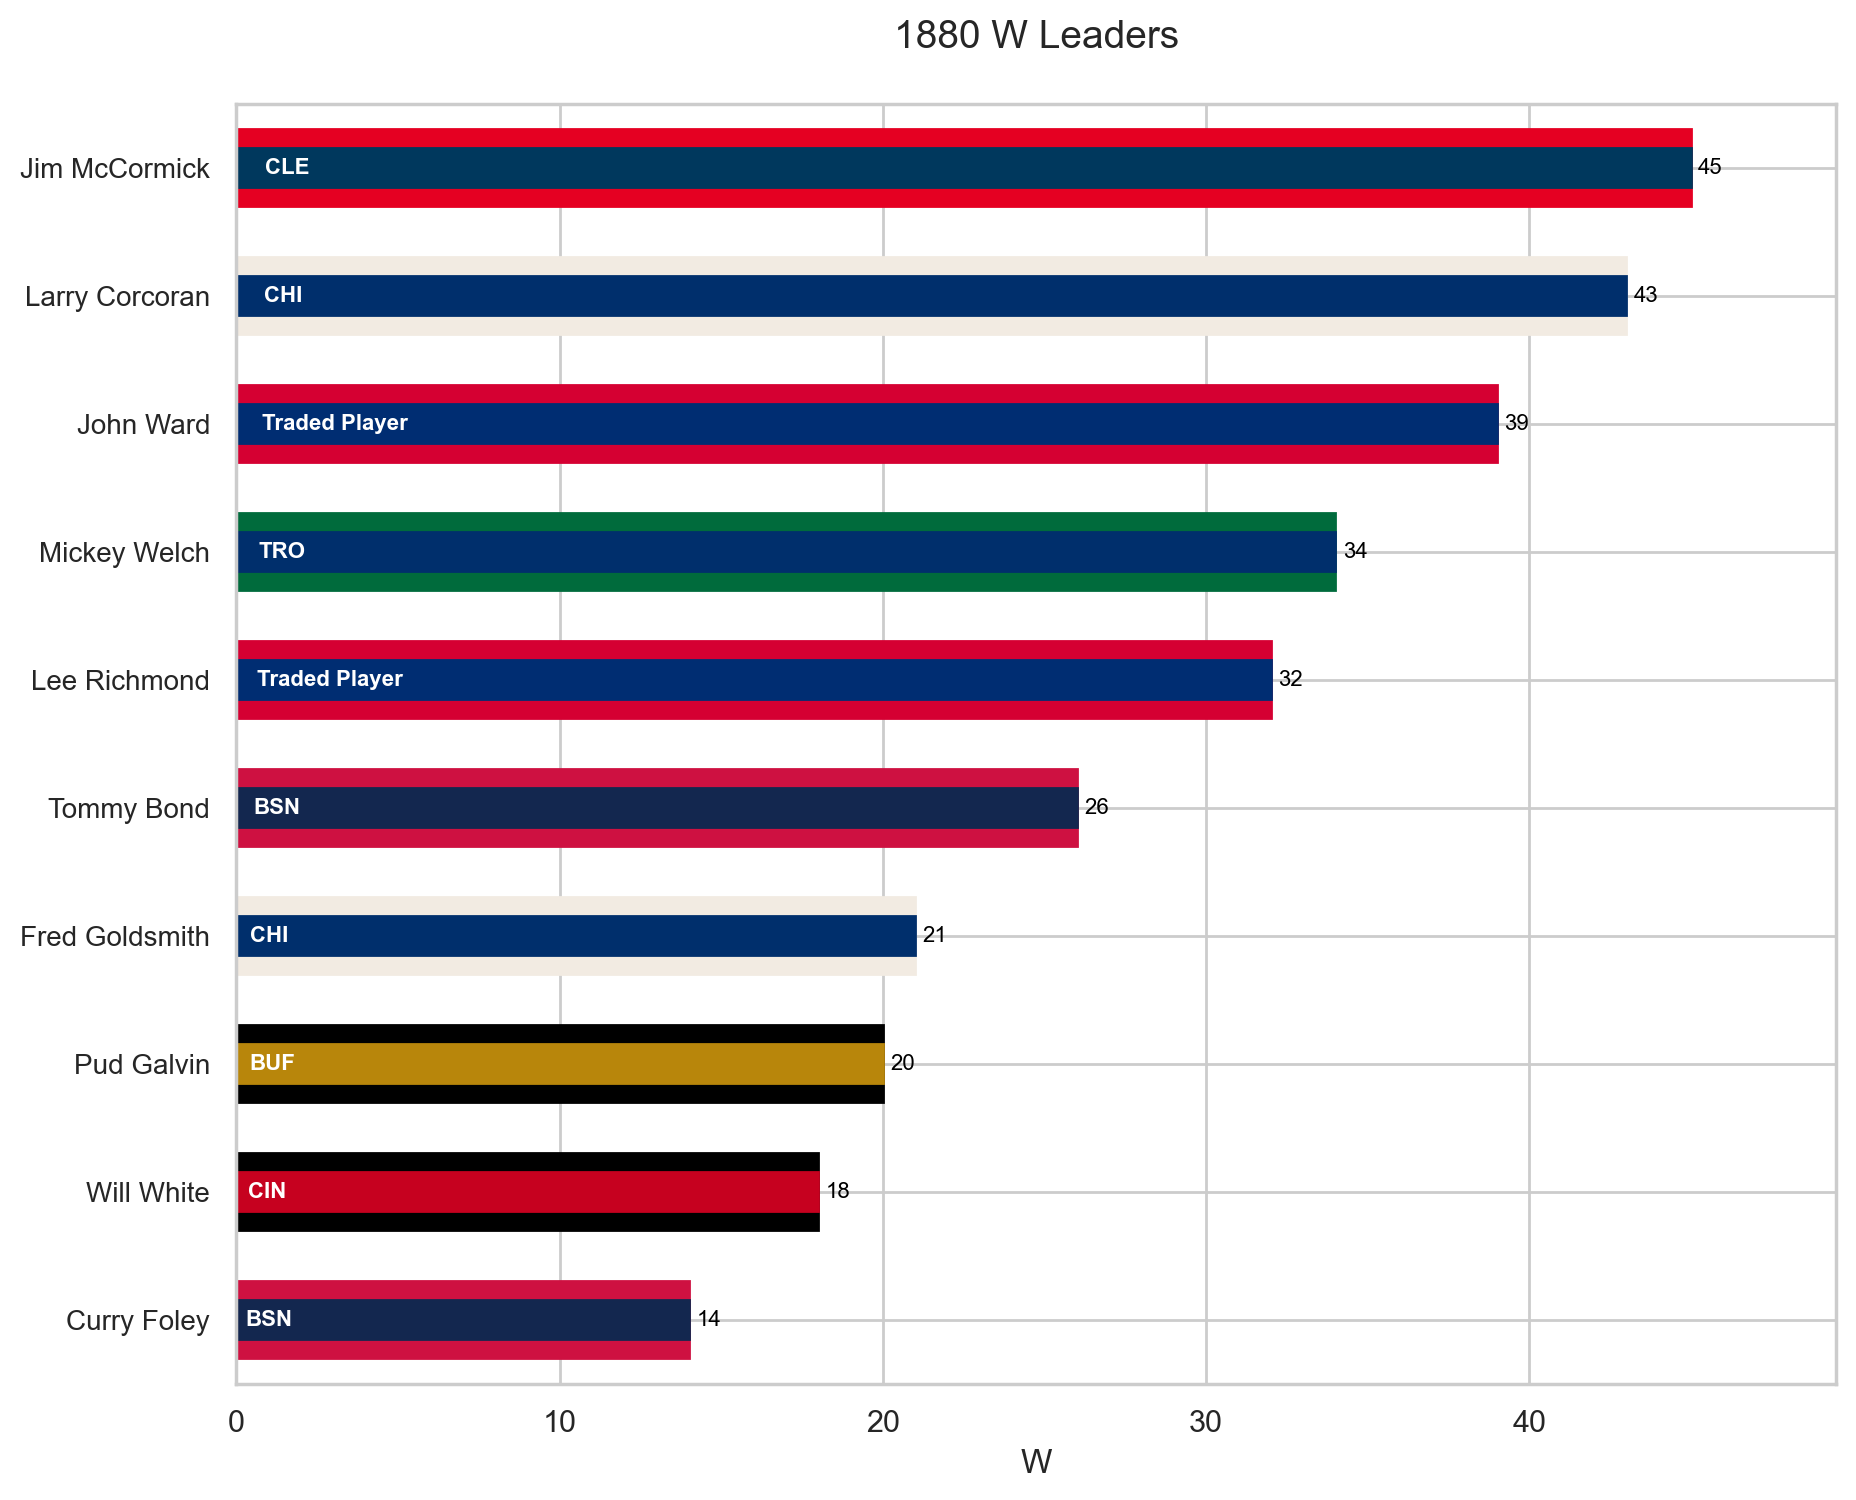 1880 W Leaders
Jim McCormick CLE 45
Larry Corcoran CHI 43
John Ward Traded Player 39
Mickey Welch TRO 34
Lee Richmond Traded Player 32
Tommy Bond BSN 26
Fred Goldsmith CHI 21
Pud Galvin BUF 20
Will White CIN 18
Curry Foley BSN 14
0 10 20 30 40
W